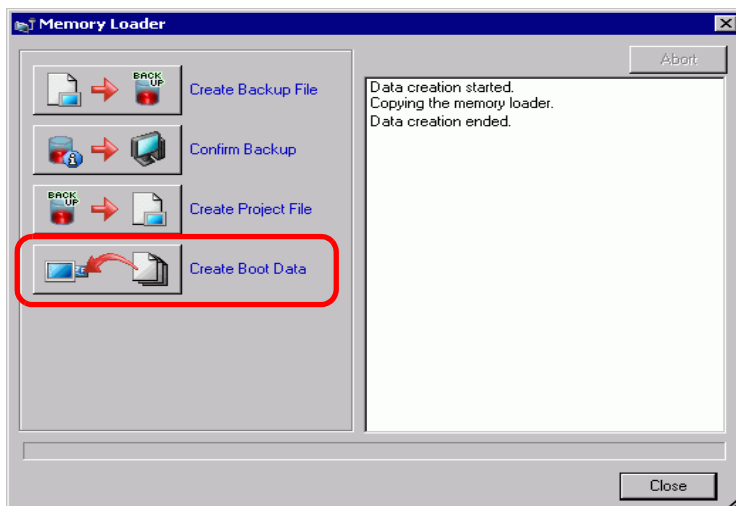 Memory Loader
Abort
BACK
UP
Create Backup File
Confirm Backup
BACK
UP
Create Project File
Create Boot Data
Data creation started.
Copying the memory loader.
Data creation ended.
Close